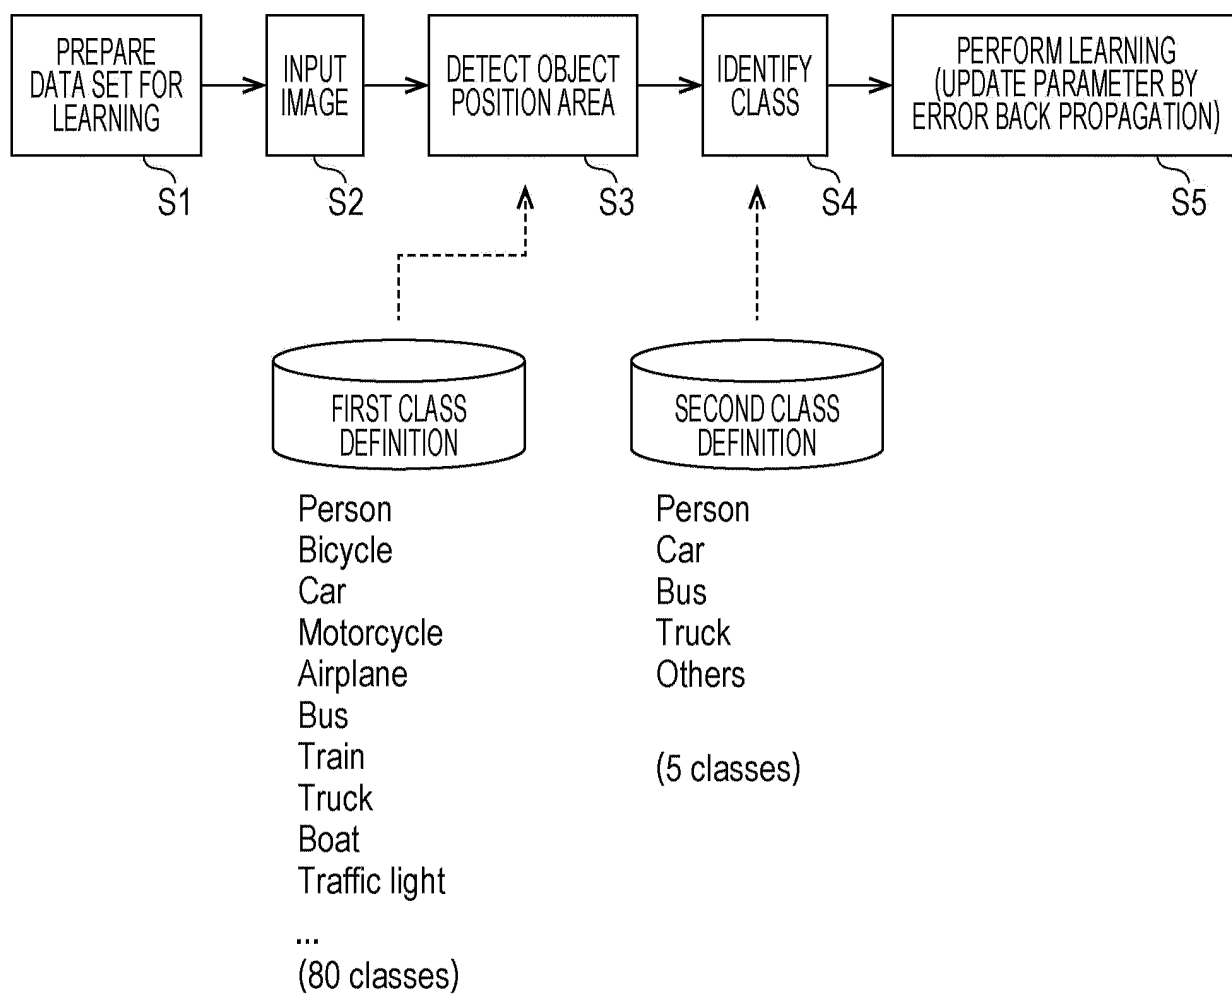 PREPARE
DATA SET FOR
LEARNING
S1
INPUT
IMAGE
S2
DETECT OBJECT
POSITION AREA
S3
IDENTIFY
CLASS
S4
PERFORM LEARNING
(UPDATE PARAMETER BY
ERROR BACK PROPAGATION)
S5
FIRST CLASS
DEFINITION
Person
Bicycle
Car
Motorcycle
Airplane
Bus
Train
Truck
Boat
Traffic light
...
(80 classes)
SECOND CLASS
DEFINITION
Person
Car
Bus
Truck
Others
(5 classes)